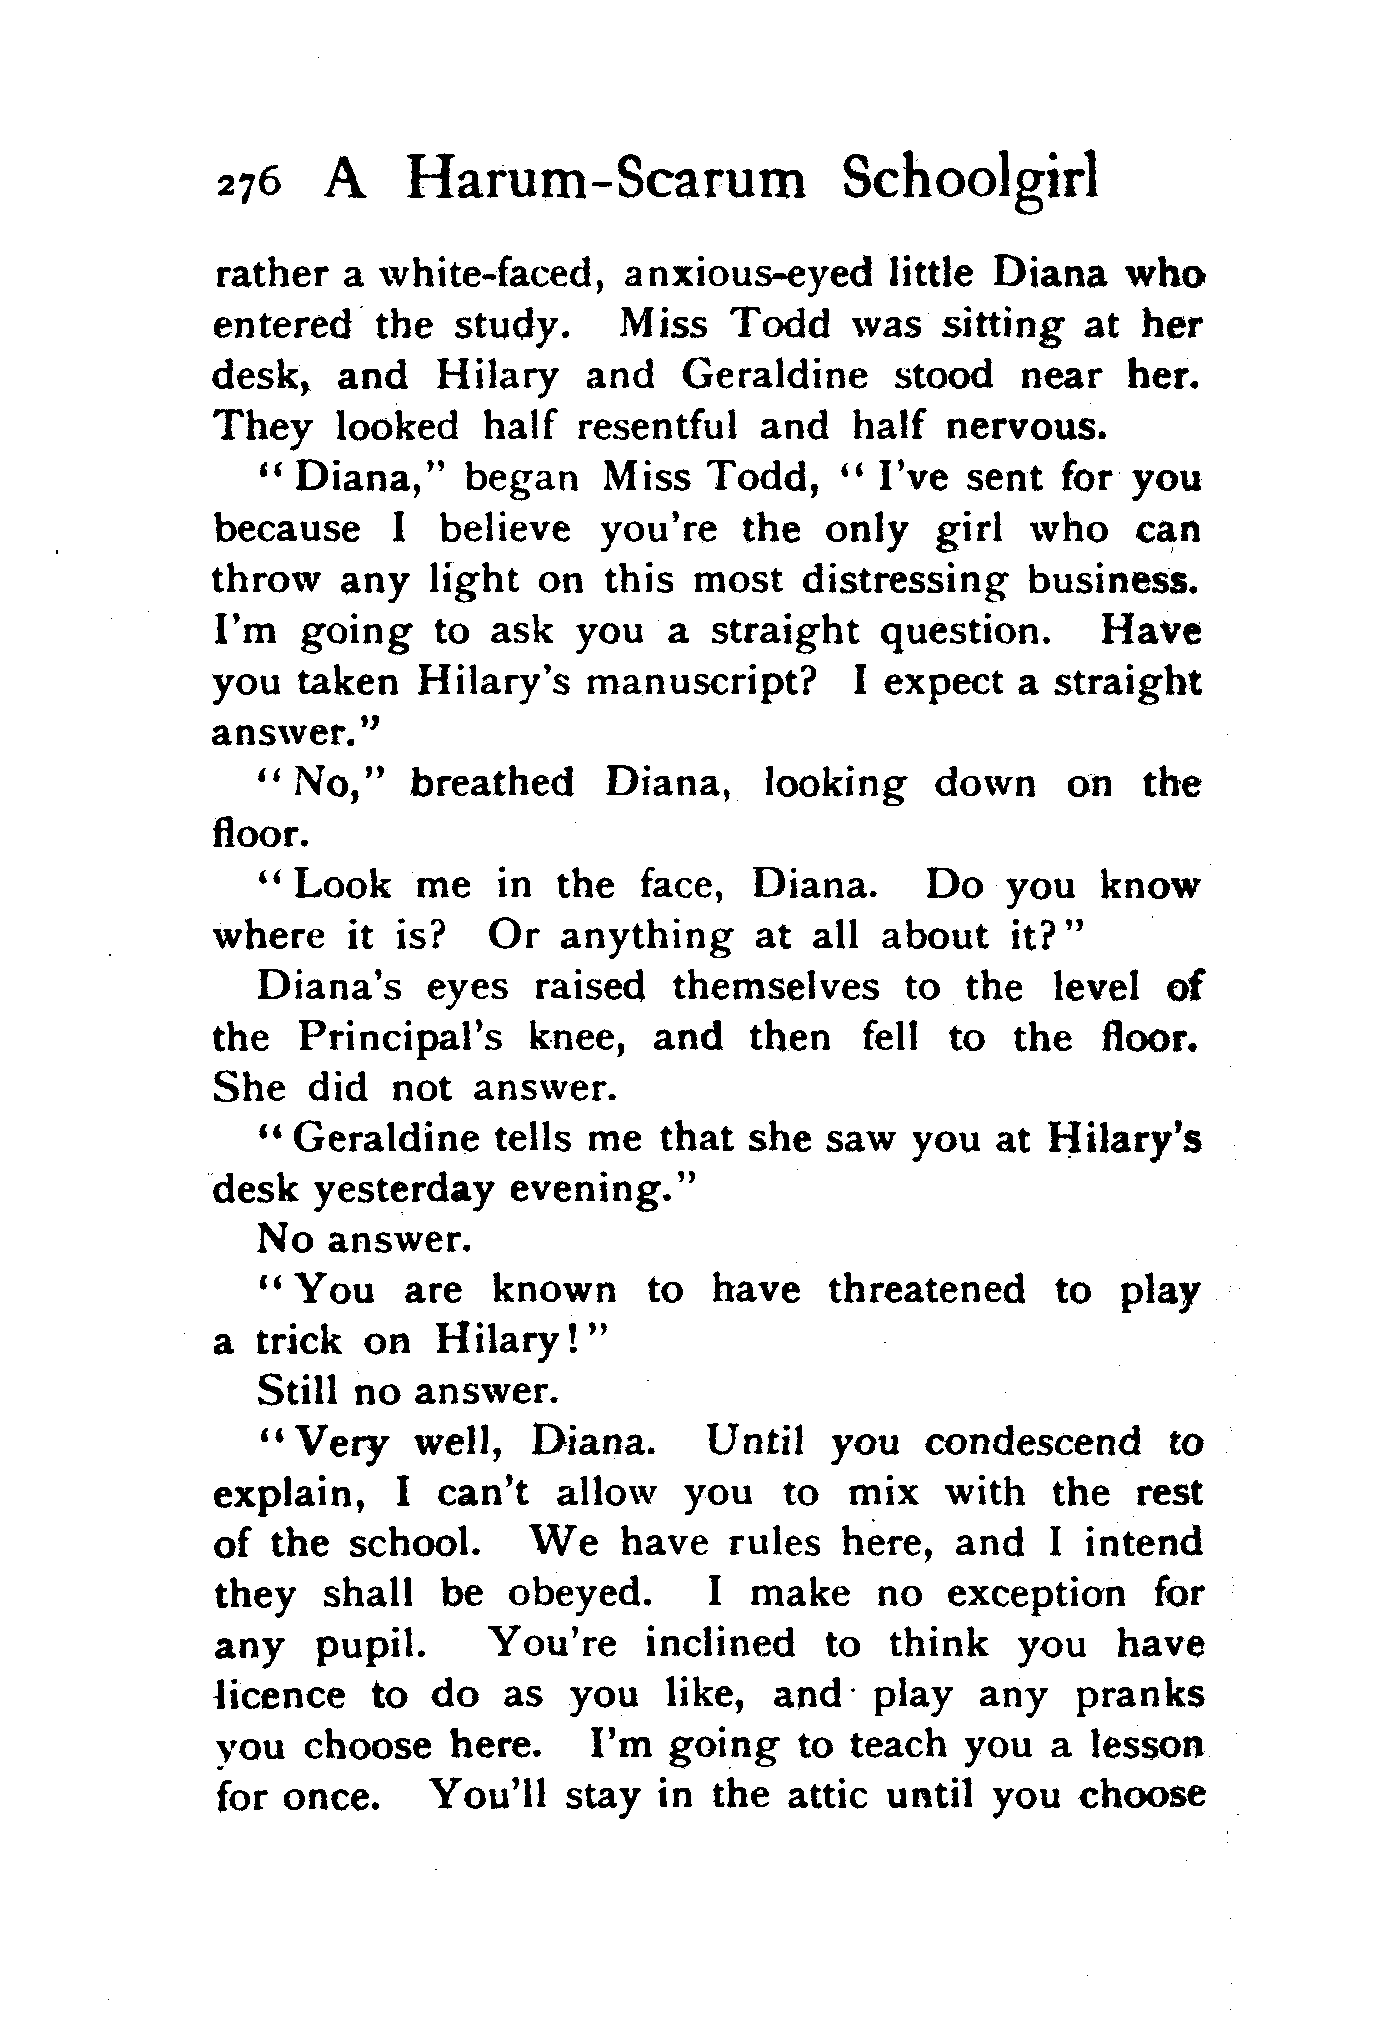 276 A Harum-Scarum Schoolgirl
rather a white-faced, anxious-eyed little Diana who
entered the study. Miss Todd was sitting at her
desk, and Hilary and Geraldine stood near her.
They looked half resentful and half nervous.
"Diana," began Miss Todd, "I've sent for you
because I believe you're the only girl who can
throw any light on this most distressing business.
I'm going to ask you a straight question. Have
you taken Hilary's manuscript? I expect a straight
answer."
"No," breathed Diana, looking down on the
floor.
"Look me in the face, Diana. Do you know
where it is? Or anything at all about it?"
Diana's eyes raised themselves to the level of
the Principal's knee, and then fell to the floor.
She did not answer.
"Geraldine tells me that she saw you at Hilary's
desk yesterday evening."
No answer.
"You are known to have threatened to play
a trick on Hilary!"
Still no answer.
"Very well, Diana. Until you condescend to
explain, I can't allow you to mix with the rest
of the school. We have rules here, and I intend
they shall be obeyed. I make no exception for
any pupil. You're inclined to think you have
licence to do as you like, and play any pranks
you choose here. I'm going to teach you a lesson
for once. You'll stay in the attic until you choose